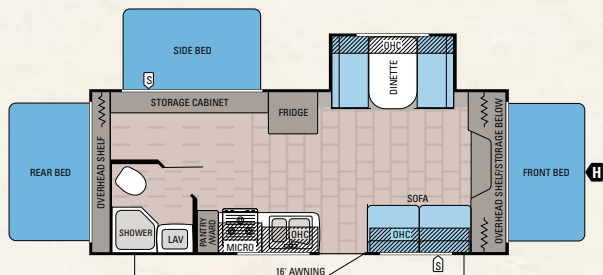 SIDE BED
S
OHC
DINETTE
STORAGE CABINET
FRIDGE
REAR BED
OVERHEAD SHELF
OVERHEAD SHELF/STORAGE BELOW
FRONT BED
H
SOFA
SHOWER
LAV
PANTRY
/WARD
MICRO
OHC
OHC
S
16' AWNING